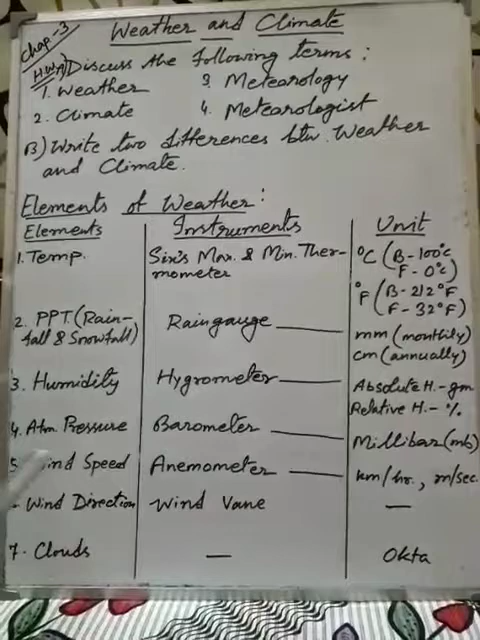 Chap-3
Weather and Climate
H.W. A) Discuss the following terms :
1. Weather 3. Meteorology
2. Climate 4. Meteorologist
B) Write two differences btw. Weather
and Climate.
Elements of Weather :
Elements Instruments Unit
1. Temp. Six's Max. & Min. Ther-
mometer
°C (B - 100°c
F - 0°c)
°F (B - 212°F
F - 32°F)
2. PPT. (Rain-
fall & Snowfall)
Raingauge
mm (monthly)
cm (annually)
3. Humidity Hygrometer
Absolute H. - gm
Relative H. - %
4. Atm. Pressure Barometer Millibar (mb)
5. Wind Speed Anemometer km/hr., m/sec.
Wind Direction Wind Vane —
7. Clouds — Okta